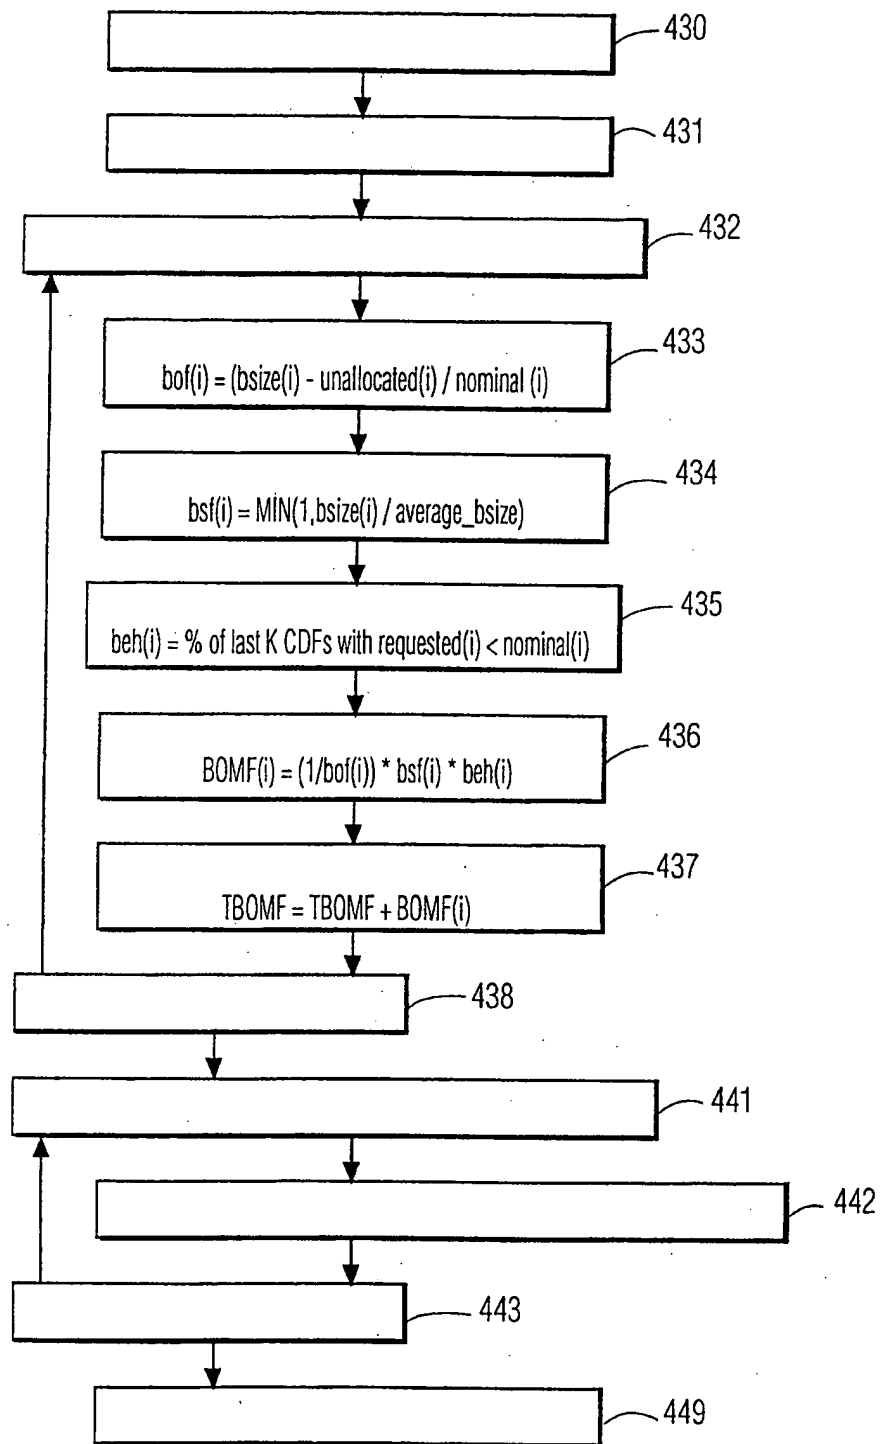 430
431
432
433
bof(i) = (bsize(i) - unallocated(i) / nominal (i)
434
bsf(i) = MIN(1,bsize(i) / average_bsize)
435
beh(i) = % of last K CDFs with requested(i) < nominal(i)
436
BOMF(i) = (1/bof(i)) * bsf(i) * beh(i)
437
TBOMF = TBOMF + BOMF(i)
438
441
442
443
449